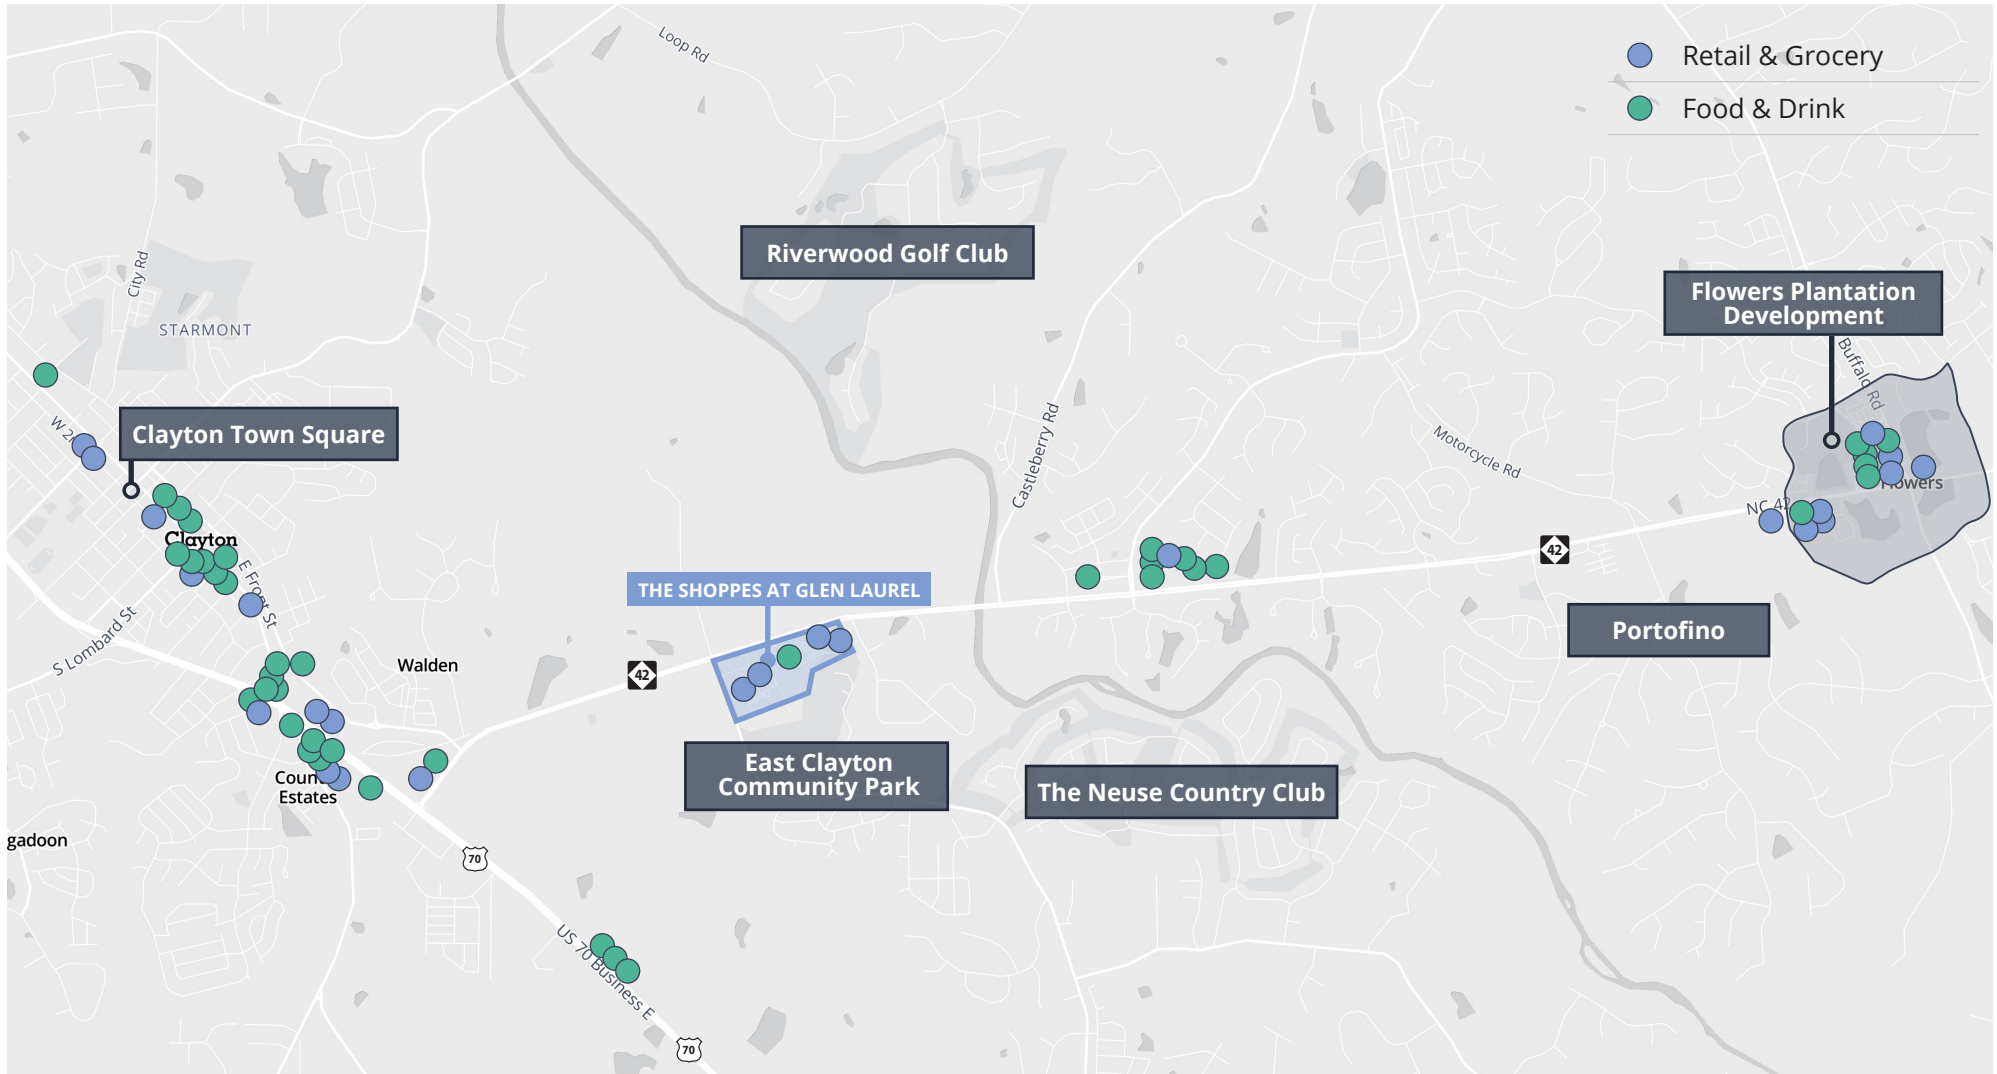 Loop Rd
Retail & Grocery
Food & Drink
City Rd
Riverwood Golf Club
Flowers Plantation
Development
STARMONT
Buffalo Rd
W 2
Clayton Town Square
Castleberry Rd
Motorcycle Rd
Flowers
NC 42
Clayton
42
E Front St
THE SHOPPES AT GLEN LAUREL
S Lombard St
Portofino
Walden
42
East Clayton
Community Park
The Neuse Country Club
Estates
gadoon
70
US 70 Business E
70